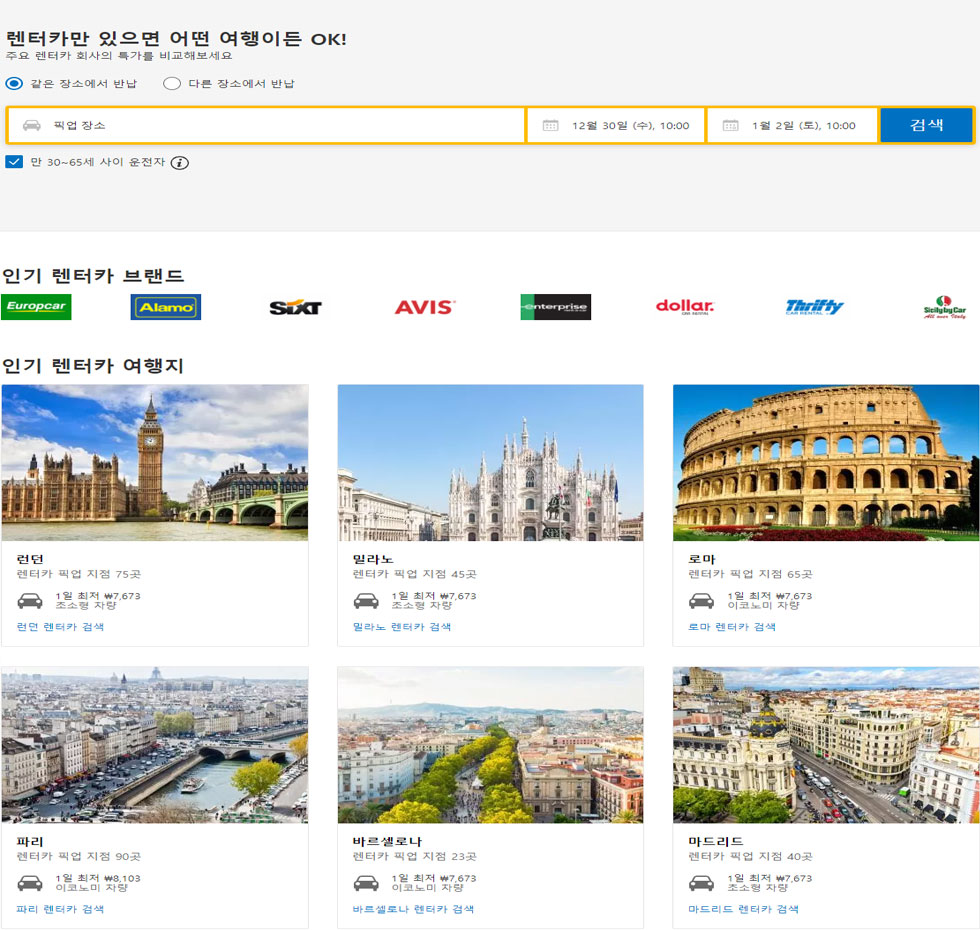 렌터카만 있으면 어떤 여행이든 OK!
주요 렌터카 회사의 특가를 비교해보세요
같은 장소에서 반납 다른 장소에서 반납
픽업 장소 12월 30일 (수), 10:00 1월 2일 (토), 10:00 검색
만 30~65세 사이 운전자 i
인기 렌터카 브랜드
Europcar Alamo SIXT AVIS enterprise dollar. Thrifty Sicily by Car
CAR RENTAL CAR RENTAL All over Italy
인기 렌터카 여행지
런던 밀라노 로마
렌터카 픽업 지점 75곳 렌터카 픽업 지점 45곳 렌터카 픽업 지점 65곳
1일 최저 ₩7,673 1일 최저 ₩7,673 1일 최저 ₩7,673
초소형 차량 초소형 차량 이코노미 차량
런던 렌터카 검색 밀라노 렌터카 검색 로마 렌터카 검색
파리 바르셀로나 마드리드
렌터카 픽업 지점 90곳 렌터카 픽업 지점 23곳 렌터카 픽업 지점 40곳
1일 최저 ₩8,103 1일 최저 ₩7,673 1일 최저 ₩7,673
이코노미 차량 이코노미 차량 초소형 차량
파리 렌터카 검색 바르셀로나 렌터카 검색 마드리드 렌터카 검색